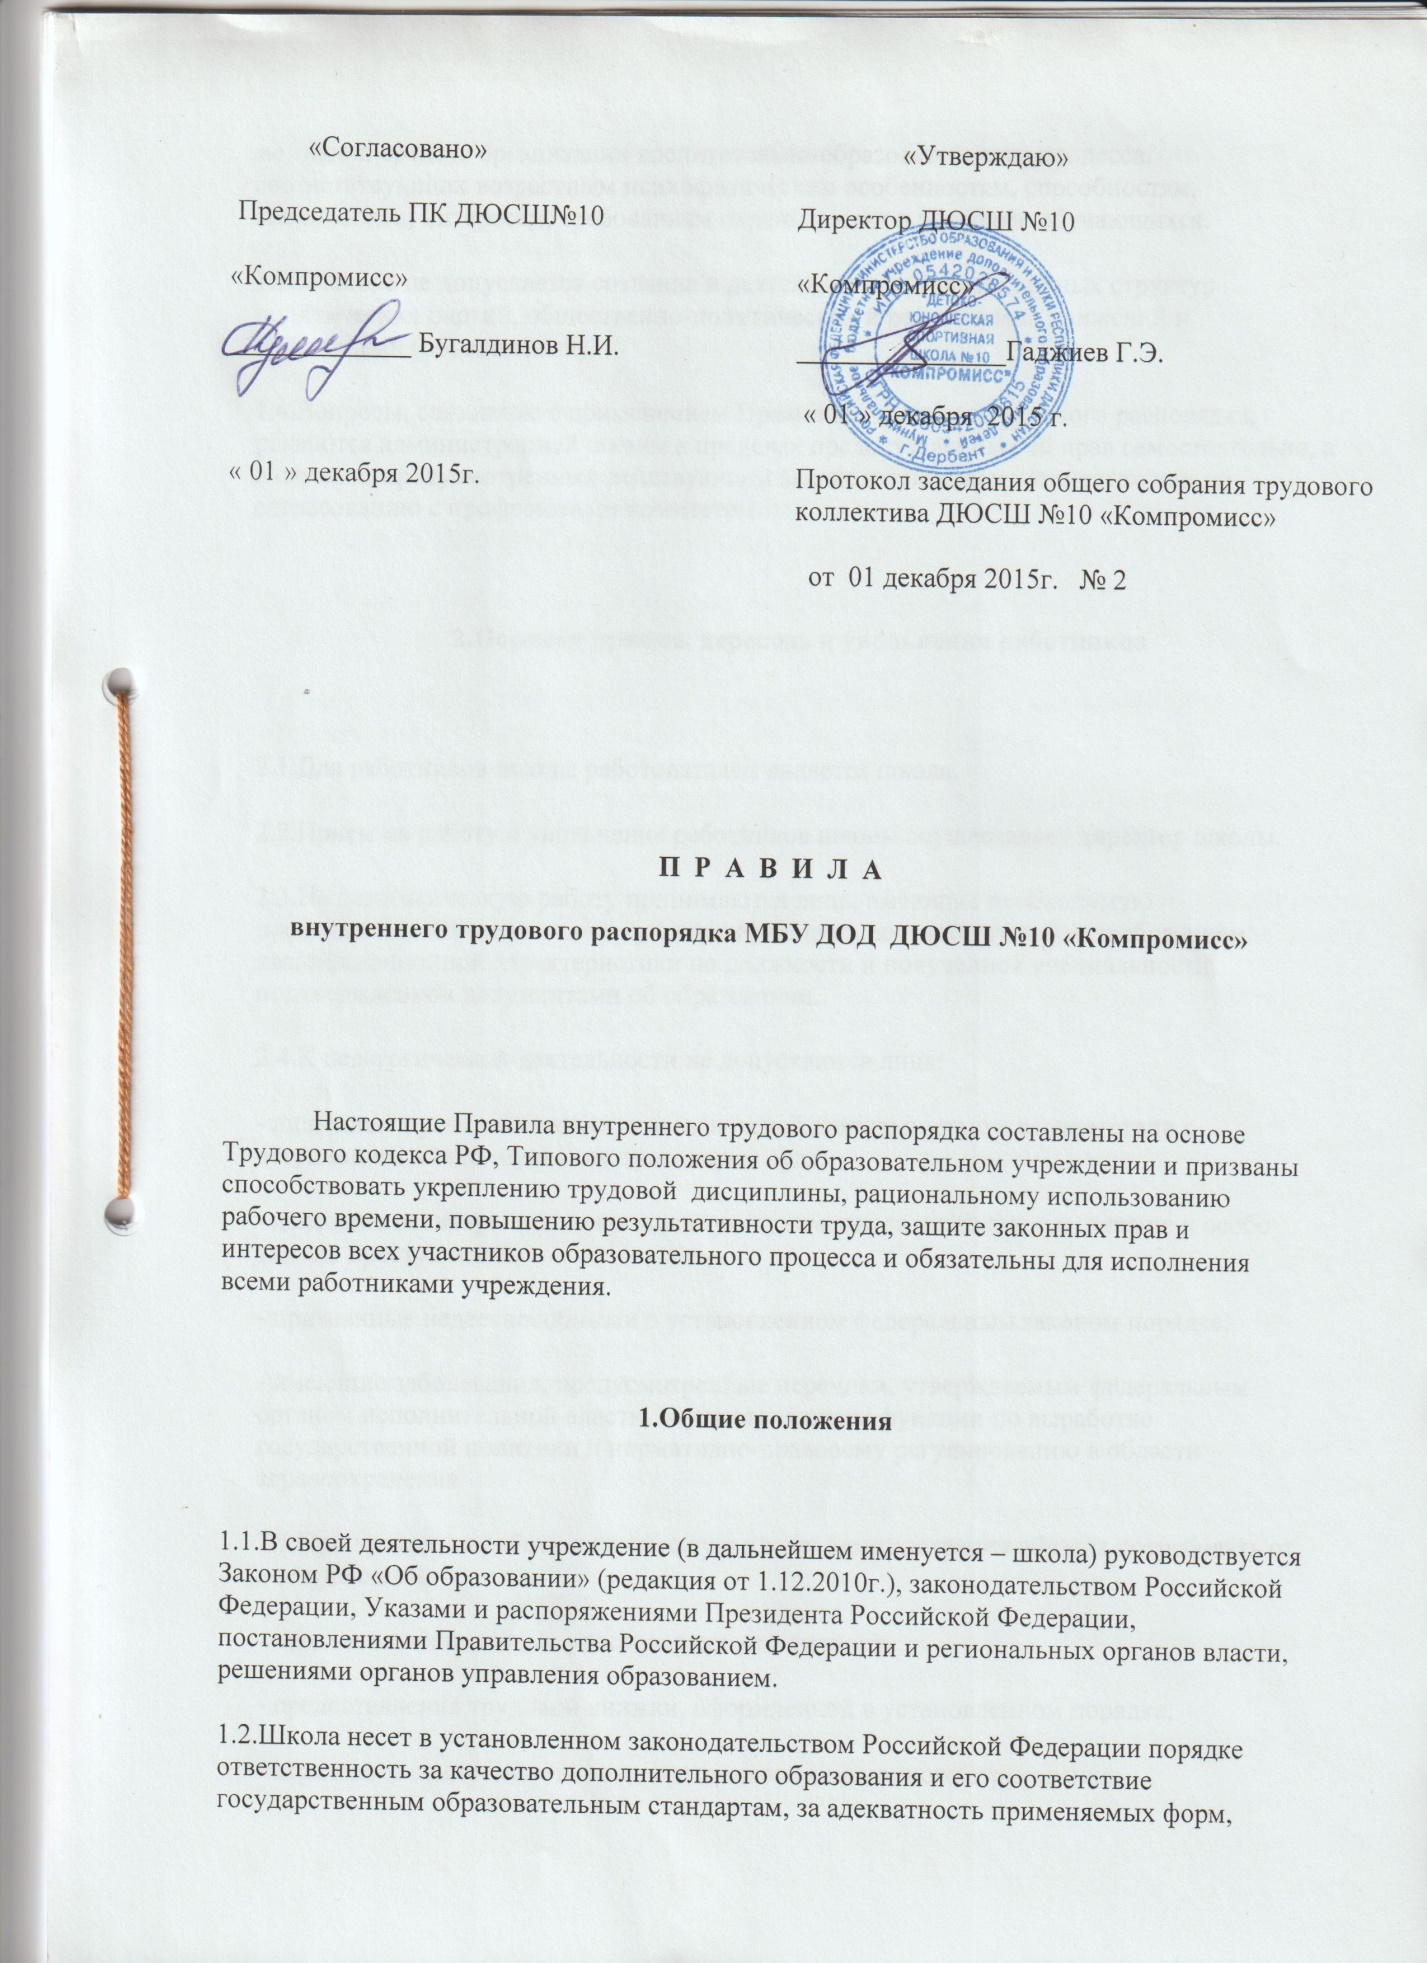 «Согласовано»
Председатель ПК ДЮСШ№10
«Компромисс»
Бугалдинов Н.И.
« 01 » декабря 2015г.
«Утверждаю»
Директор ДЮСШ №10
«Компромисс»
Гаджиев Г.Э.
« 01 » декабря 2015 г.
Протокол заседания общего собрания трудового
коллектива ДЮСШ №10 «Компромисс»
от 01 декабря 2015г. № 2
ЮНОШЕСКАЯ
СПОРТИВНАЯ
ШКОЛА №10
"КОМПРОМИСС"
г.Дербент
П Р А В И Л А
внутреннего трудового распорядка МБУ ДОД ДЮСШ №10 «Компромисс»
Настоящие Правила внутреннего трудового распорядка составлены на основе
Трудового кодекса РФ, Типового положения об образовательном учреждении и призваны
способствовать укреплению трудовой дисциплины, рациональному использованию
рабочего времени, повышению результативности труда, защите законных прав и
интересов всех участников образовательного процесса и обязательны для исполнения
всеми работниками учреждения.
1.Общие положения
1.1.В своей деятельности учреждение (в дальнейшем именуется – школа) руководствуется
Законом РФ «Об образовании» (редакция от 1.12.2010г.), законодательством Российской
Федерации, Указами и распоряжениями Президента Российской Федерации,
постановлениями Правительства Российской Федерации и региональных органов власти,
решениями органов управления образованием.
1.2.Школа несет в установленном законодательством Российской Федерации порядке
ответственность за качество дополнительного образования и его соответствие
государственным образовательным стандартам, за адекватность применяемых форм,